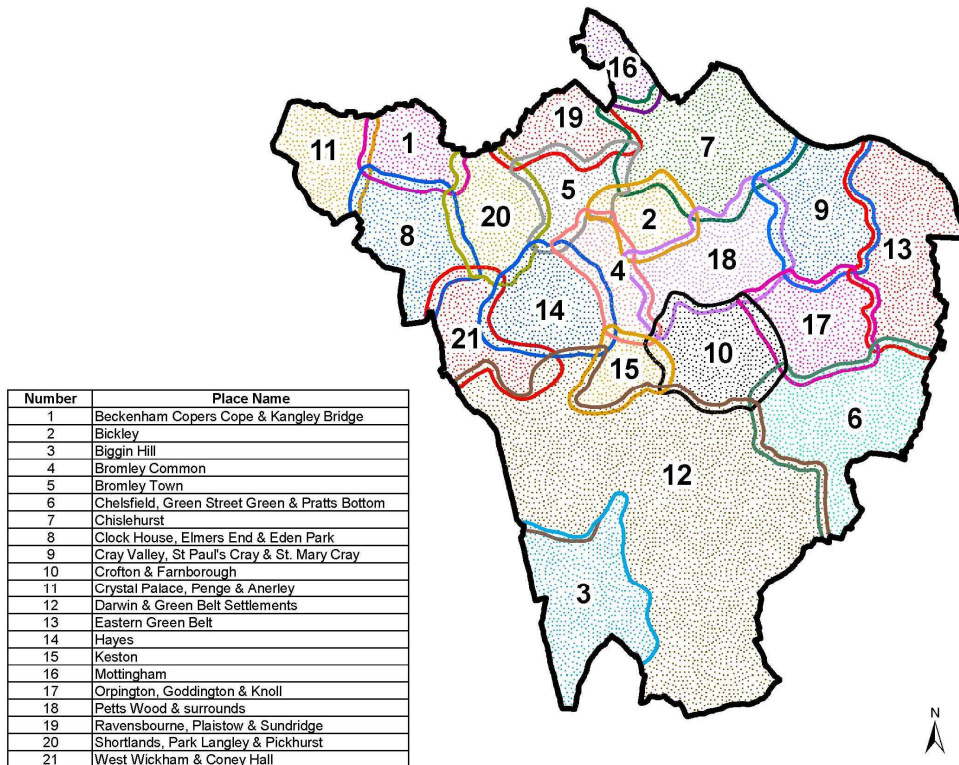 16
19
7
11
1
5
20
2
9
8
18
13
4
14
17
21
10
15
6
12
3
Number Place Name
1 Beckenham Copers Cope & Kangley Bridge
2 Bickley
3 Biggin Hill
4 Bromley Common
5 Bromley Town
6 Chelsfield, Green Street Green & Pratts Bottom
7 Chislehurst
8 Clock House, Elmers End & Eden Park
9 Cray Valley, St Paul's Cray & St. Mary Cray
10 Crofton & Farnborough
11 Crystal Palace, Penge & Anerley
12 Darwin & Green Belt Settlements
13 Eastern Green Belt
14 Hayes
15 Keston
16 Mottingham
17 Orpington, Goddington & Knoll
18 Petts Wood & surrounds
19 Ravensbourne, Plaistow & Sundridge
20 Shortlands, Park Langley & Pickhurst
21 West Wickham & Coney Hall
N